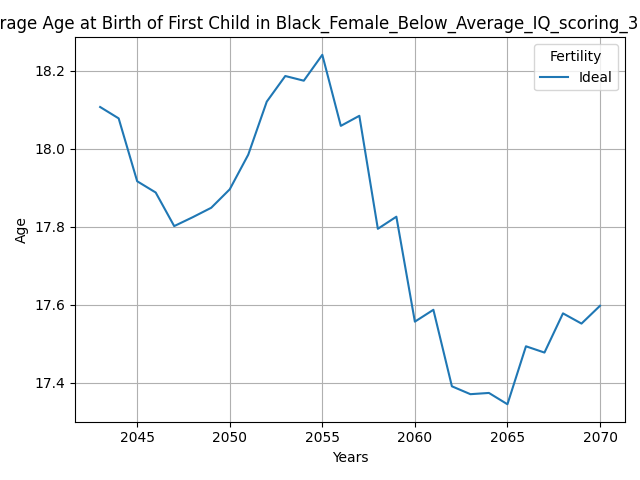 rage Age at Birth of First Child in Black_Female_Below_Average_IQ_scoring_3
Fertility
Ideal
18.2
18.0
17.8
17.6
17.4
Age
2045 2050 2055 2060 2065 2070
Years